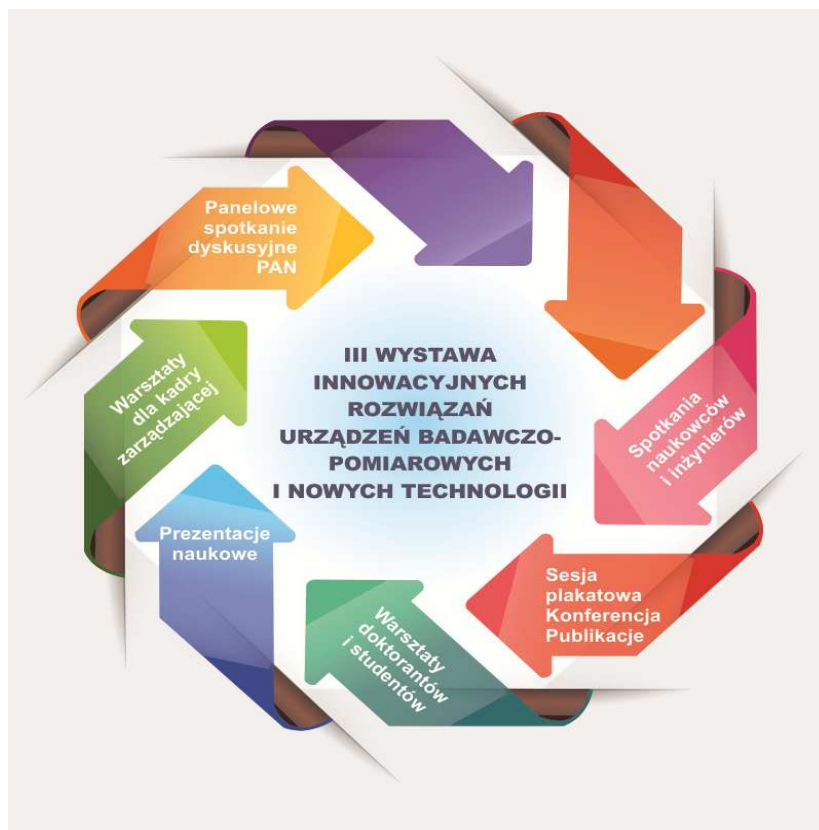 Panelowe
spotkanie
dyskusyjne
PAN
III WYSTAWA
INNOWACYJNYCH
ROZWIĄZAŃ
URZĄDZEŃ BADAWCZO-
POMIAROWYCH
I NOWYCH TECHNOLOGII
Spotkania
naukowców
i inżynierów
Sesja
plakatowa
Konferencja
Publikacje
Warsztaty
doktorantów
i studentów
Prezentacje
naukowe
Warsztaty
dla kadry
zarządzającej